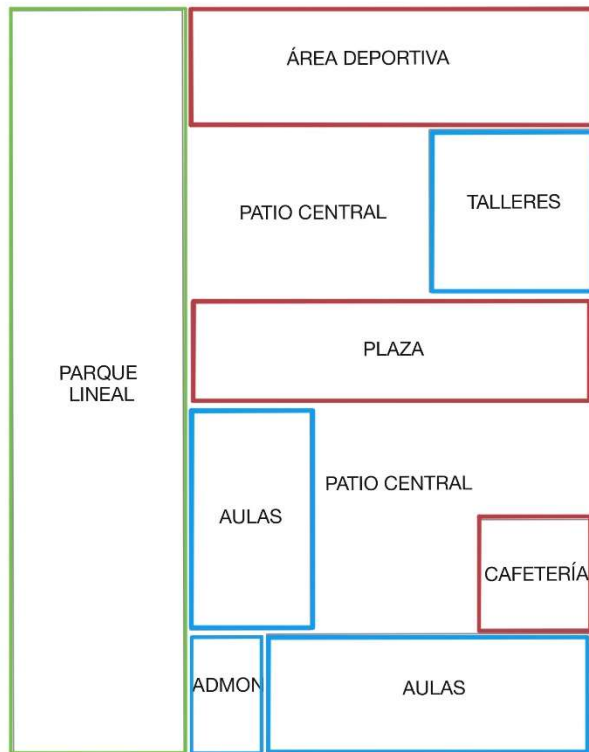 ÁREA DEPORTIVA
PATIO CENTRAL
TALLERES
PLAZA
PARQUE
LINEAL
PATIO CENTRAL
AULAS
CAFETERÍA
ADMON
AULAS